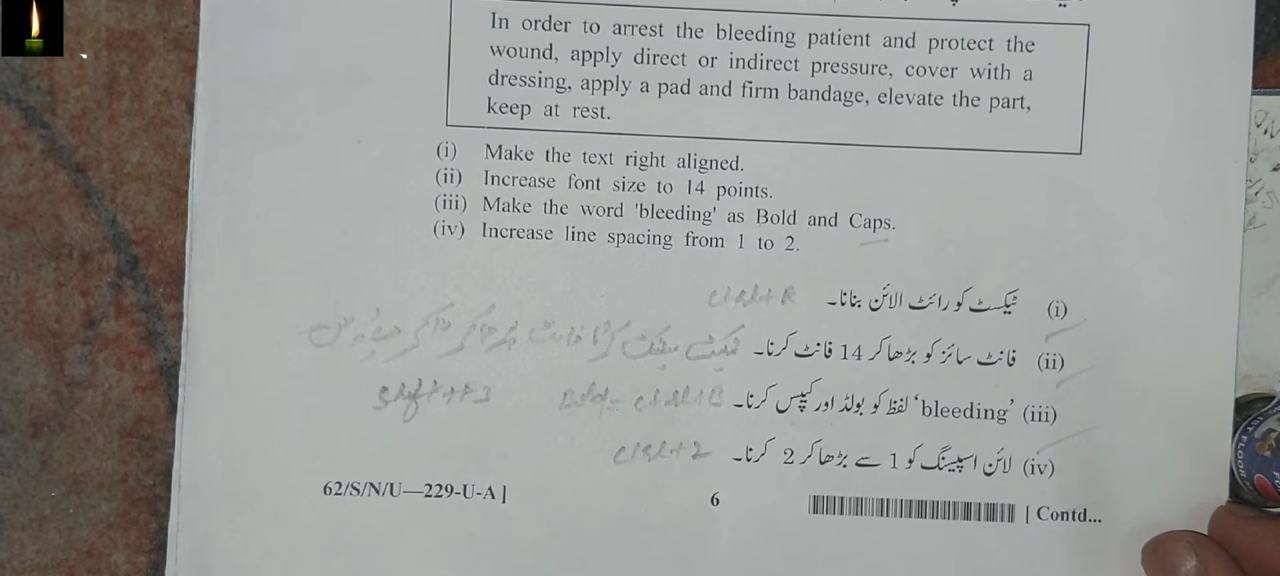 In order to arrest the bleeding patient and protect the
wound, apply direct or indirect pressure, cover with a
dressing, apply a pad and firm bandage, elevate the part,
keep at rest.
(i) Make the text right aligned.
(ii) Increase font size to 14 points.
(iii) Make the word 'bleeding' as Bold and Caps.
(iv) Increase line spacing from 1 to 2.
(i) ٹیکسٹ کو رائٹ الائن بنانا۔ ctrl+R
(ii) فانٹ سائز کو بڑھا کر 14 فانٹ کرنا۔
(iii) 'bleeding' لفظ کو بولڈ اور کیپس کرنا۔ Bold- ctrl+B Shift+F3
(iv) لائن اسپیسنگ کو 1 سے بڑھا کر 2 کرنا۔ ctrl+2
62/S/N/U—229-U-A ]
6
[ Contd...